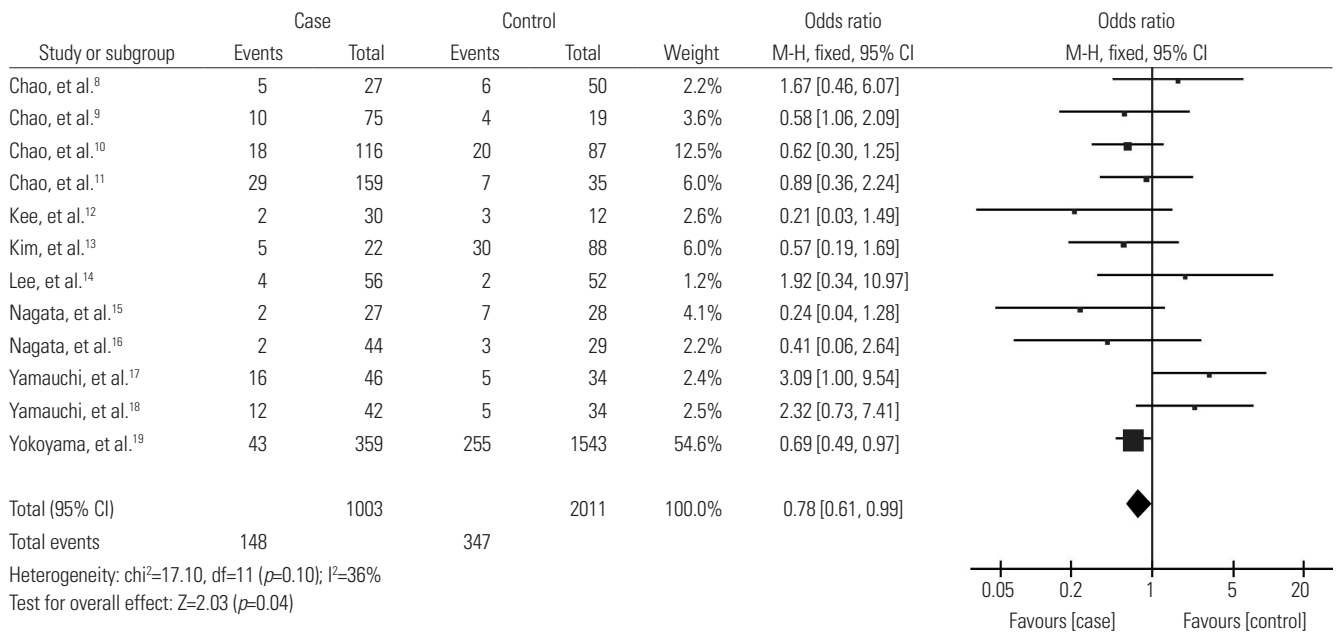 Case Control Odds ratio Odds ratio
Study or subgroup Events Total Events Total Weight M-H, fixed, 95% CI M-H, fixed, 95% CI
Chao, et al.⁸ 5 27 6 50 2.2% 1.67 [0.46, 6.07]
Chao, et al.⁹ 10 75 4 19 3.6% 0.58 [1.06, 2.09]
Chao, et al.¹⁰ 18 116 20 87 12.5% 0.62 [0.30, 1.25]
Chao, et al.¹¹ 29 159 7 35 6.0% 0.89 [0.36, 2.24]
Kee, et al.¹² 2 30 3 12 2.6% 0.21 [0.03, 1.49]
Kim, et al.¹³ 5 22 30 88 6.0% 0.57 [0.19, 1.69]
Lee, et al.¹⁴ 4 56 2 52 1.2% 1.92 [0.34, 10.97]
Nagata, et al.¹⁵ 2 27 7 28 4.1% 0.24 [0.04, 1.28]
Nagata, et al.¹⁶ 2 44 3 29 2.2% 0.41 [0.06, 2.64]
Yamauchi, et al.¹⁷ 16 46 5 34 2.4% 3.09 [1.00, 9.54]
Yamauchi, et al.¹⁸ 12 42 5 34 2.5% 2.32 [0.73, 7.41]
Yokoyama, et al.¹⁹ 43 359 255 1543 54.6% 0.69 [0.49, 0.97]
Total (95% CI) 1003 2011 100.0% 0.78 [0.61, 0.99]
Total events 148 347
Heterogeneity: chi²=17.10, df=11 (p=0.10); I²=36%
Test for overall effect: Z=2.03 (p=0.04)
0.05 0.2 1 5 20
Favours [case] Favours [control]